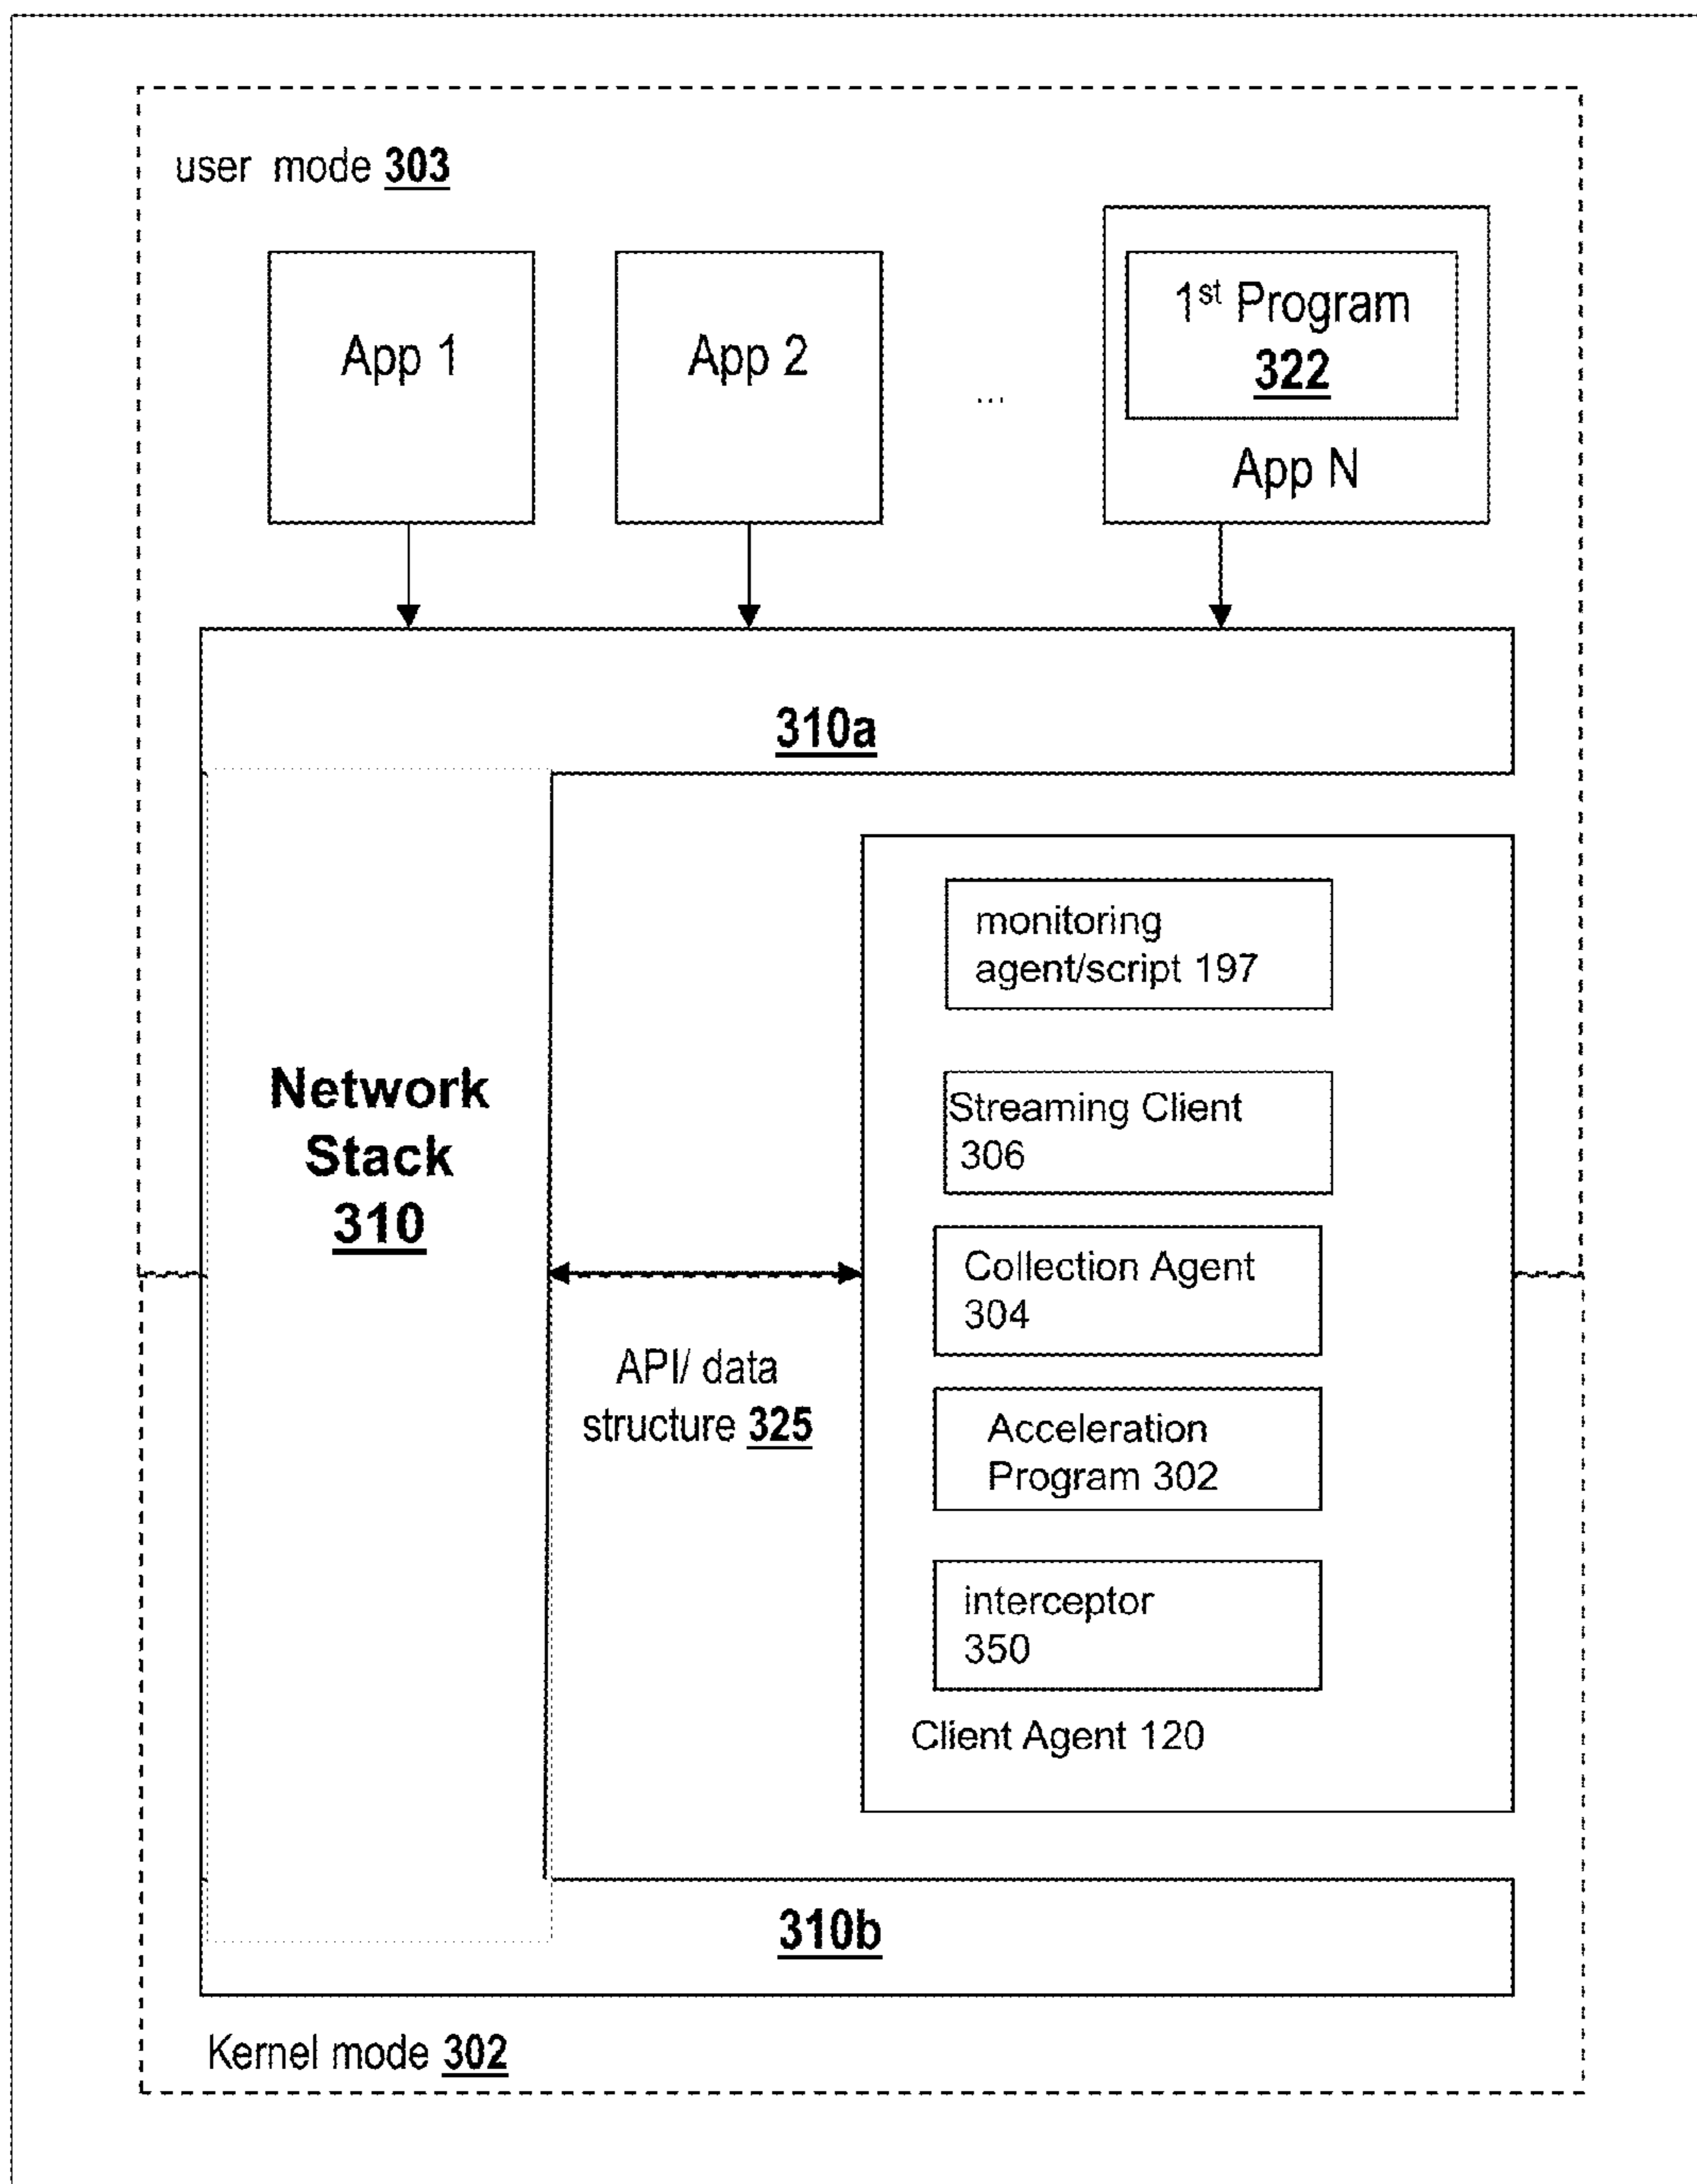 user mode 303
App 1
App 2
...
1st Program
322
App N
310a
Network
Stack
310
API/ data
structure 325
monitoring
agent/script 197
Streaming Client
306
Collection Agent
304
Acceleration
Program 302
interceptor
350
Client Agent 120
310b
Kernel mode 302